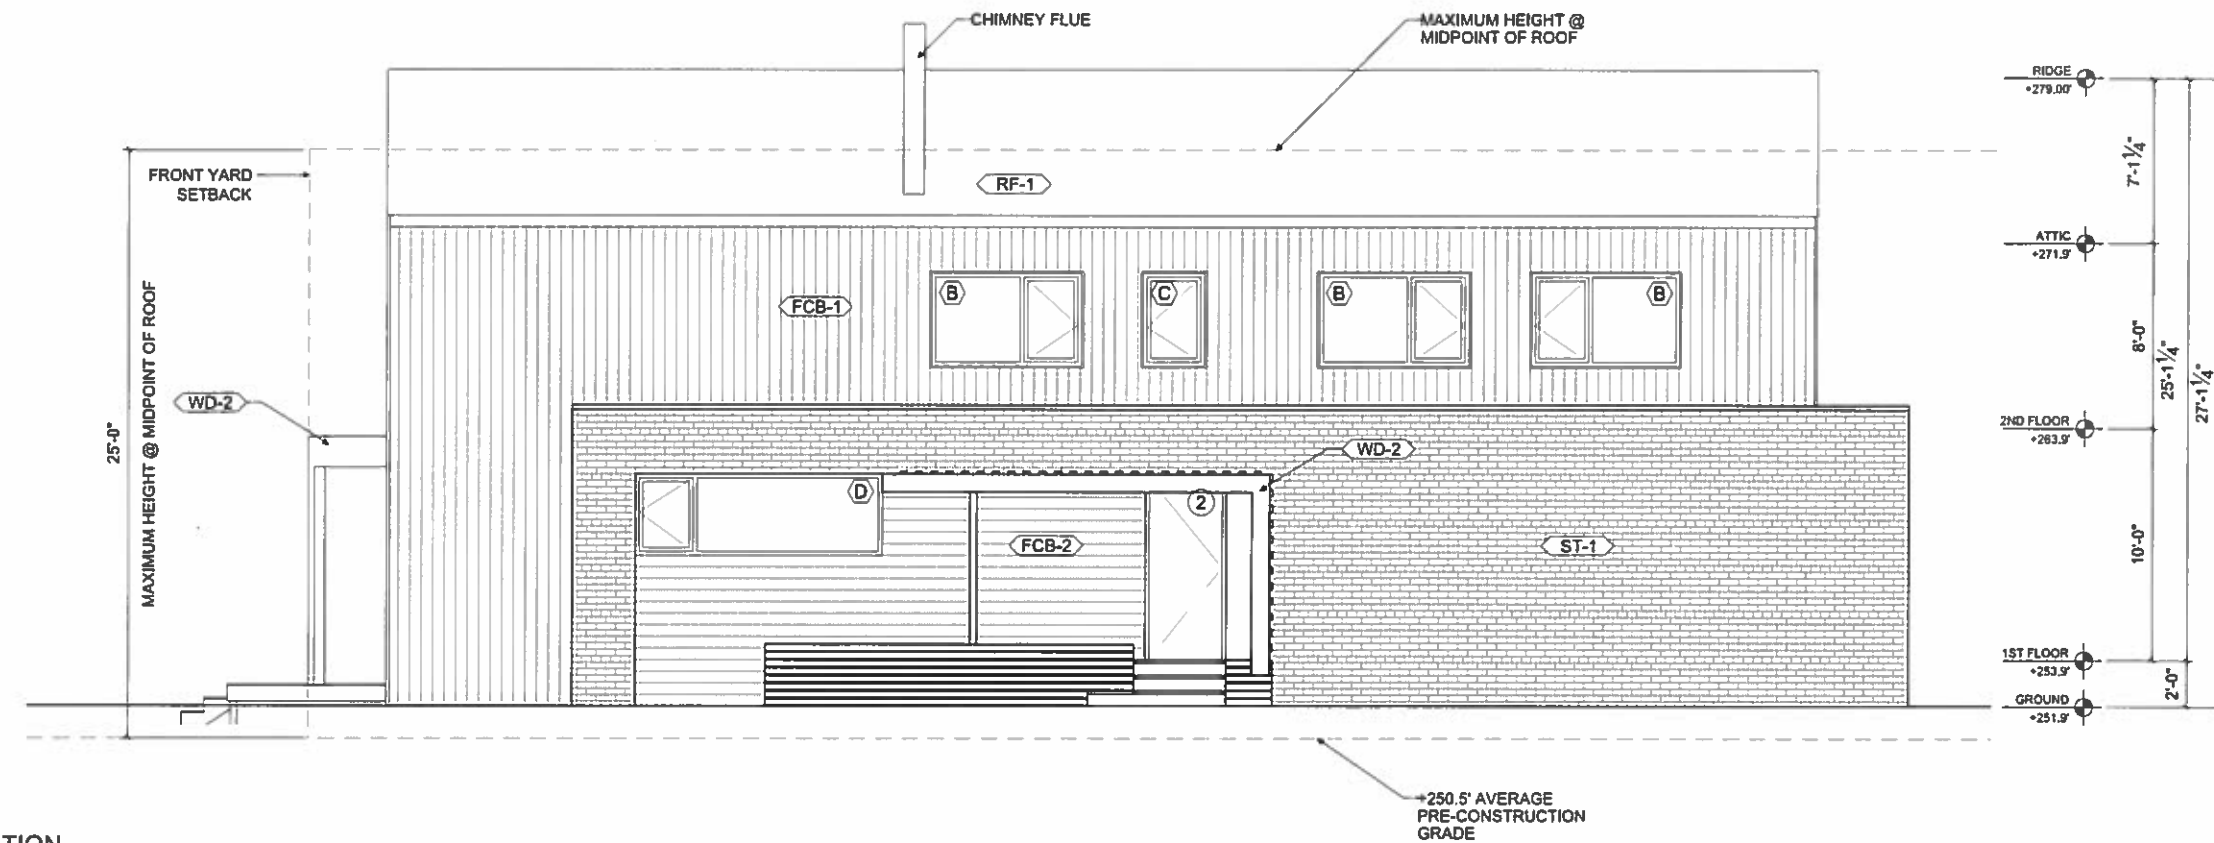 CHIMNEY FLUE
MAXIMUM HEIGHT @
MIDPOINT OF ROOF
RIDGE
+279.00'
FRONT YARD
SETBACK
RF-1
7'-1 1/4"
ATTIC
+271.9'
B
C
B
B
FCB-1
MAXIMUM HEIGHT @ MIDPOINT OF ROOF
25'-0"
8'-0"
25'-1 1/4"
27'-1 1/4"
WD-2
2ND FLOOR
+263.9'
WD-2
D
2
FCB-2
ST-1
10'-0"
1ST FLOOR
+253.9'
2'-0"
GROUND
+251.9'
+250.5' AVERAGE
PRE-CONSTRUCTION
GRADE